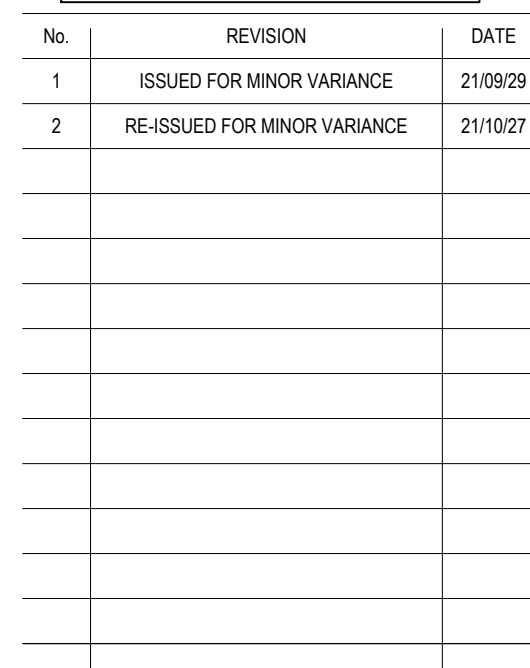 No. REVISION DATE
1 ISSUED FOR MINOR VARIANCE 21/09/29
2 RE-ISSUED FOR MINOR VARIANCE 21/10/27